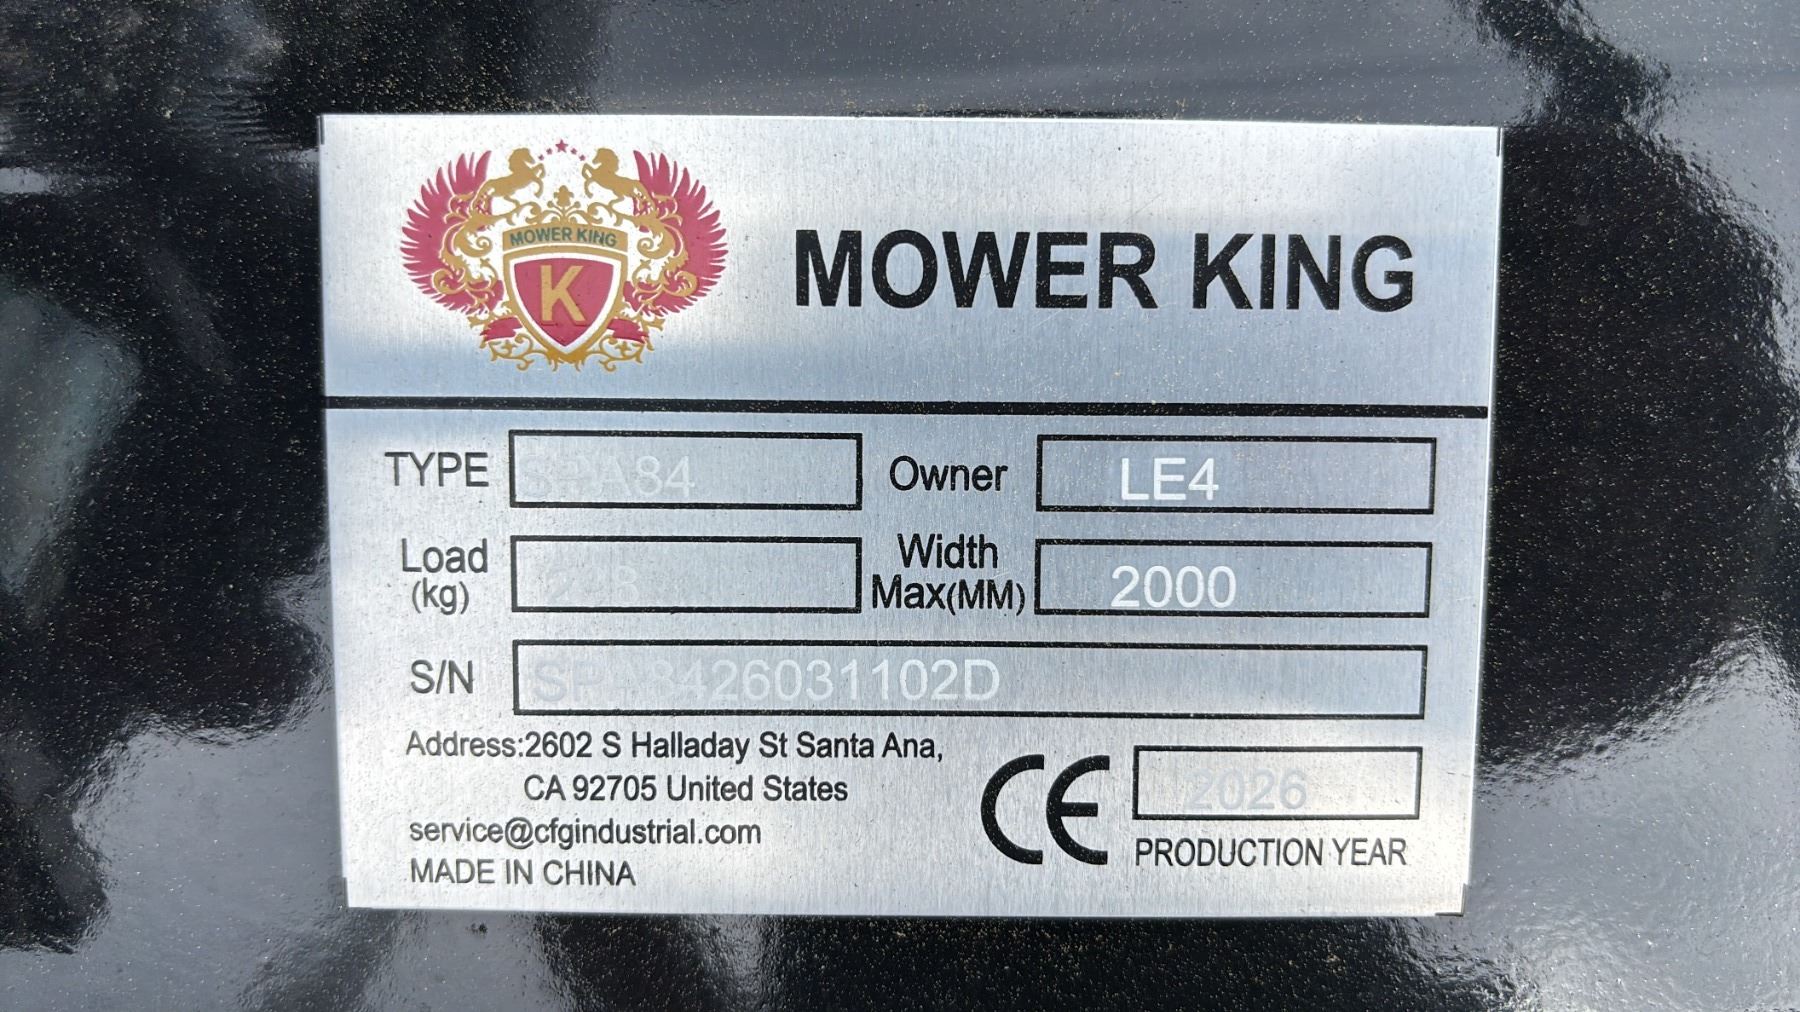 MOWER KING
K
MOWER KING
TYPE SPA84 Owner LE4
Load (kg) Width Max(MM) 2000
S/N SPA8426031102D
Address:2602 S Halladay St Santa Ana,
CA 92705 United States
service@cfgindustrial.com
MADE IN CHINA
CE 2026
PRODUCTION YEAR